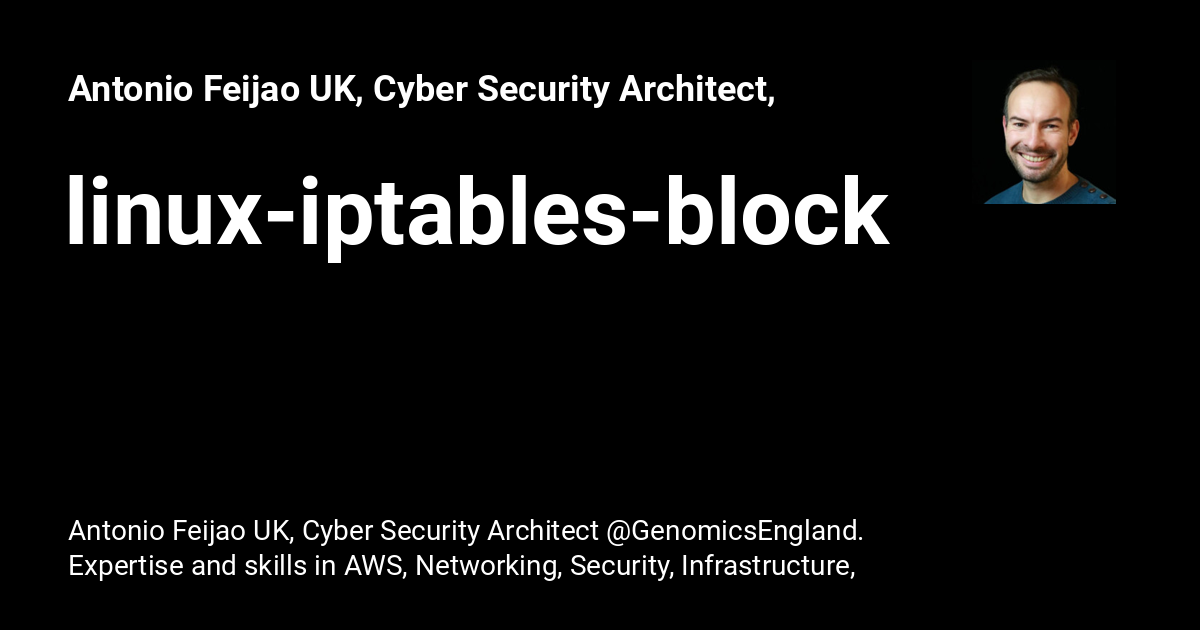 Antonio Feijao UK, Cyber Security Architect,
linux-iptables-block
Antonio Feijao UK, Cyber Security Architect @GenomicsEngland.
Expertise and skills in AWS, Networking, Security, Infrastructure,